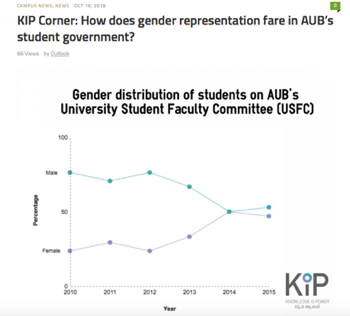 CAMPUS NEWS, NEWS OCT 18, 2016
0
KIP Corner: How does gender representation fare in AUB's
student government?
66 Views by Outlook
Gender distribution of students on AUB's
University Student Faculty Committee (USFC)
100
Male
50
Female
0
Percentage
2010 2011 2012 2013 2014 2015
Year
KiP
KNOWLEDGE IS POWER